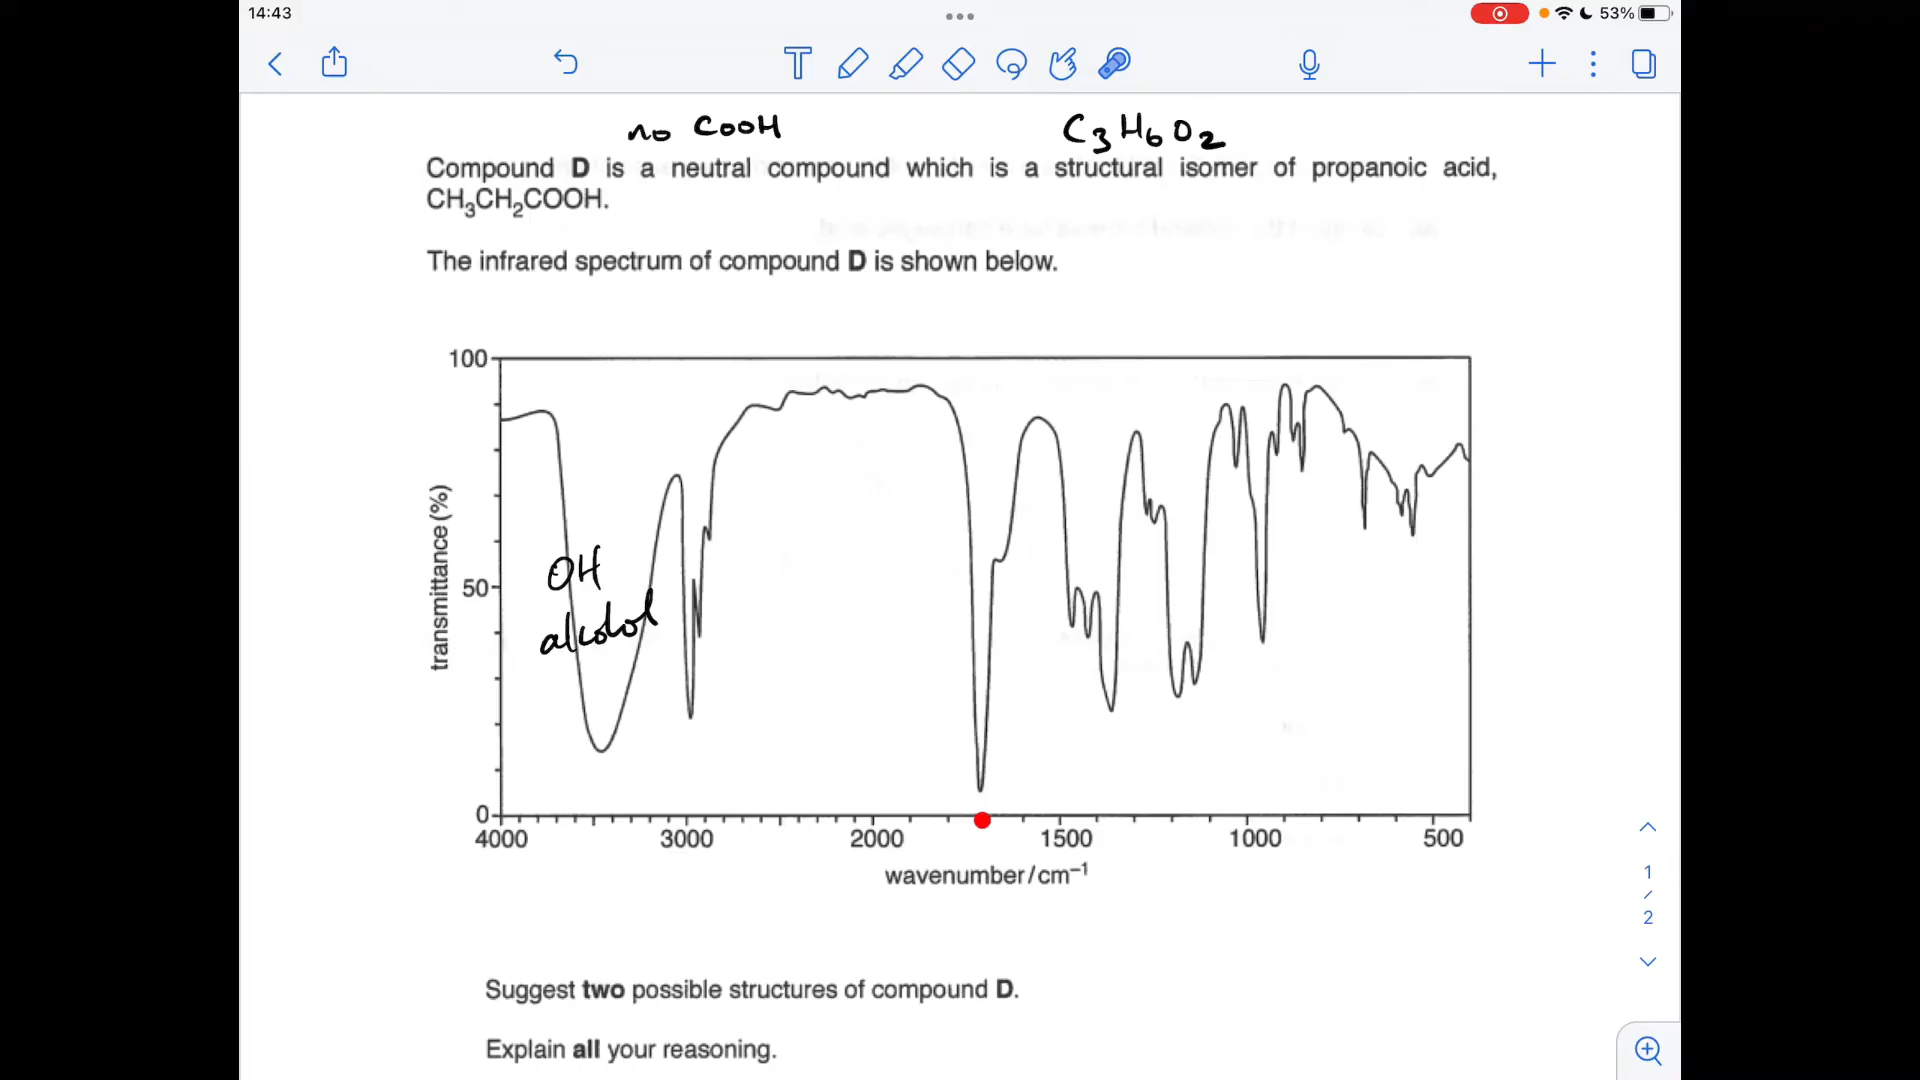 14:43
53%
T
no COOH
C3H6O2
Compound D is a neutral compound which is a structural isomer of propanoic acid,
CH3CH2COOH.
The infrared spectrum of compound D is shown below.
100
50
0
transmittance (%)
OH
alcohol
4000 3000 2000 1500 1000 500
wavenumber/cm−1
1
/
2
Suggest two possible structures of compound D.
Explain all your reasoning.